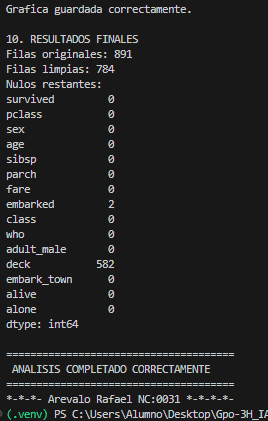 Grafica guardada correctamente.
10. RESULTADOS FINALES
Filas originales: 891
Filas limpias: 784
Nulos restantes:
survived 0
pclass 0
sex 0
age 0
sibsp 0
parch 0
fare 0
embarked 2
class 0
who 0
adult_male 0
deck 582
embark_town 0
alive 0
alone 0
dtype: int64
======================================
ANALISIS COMPLETADO CORRECTAMENTE
======================================
*-*-*- Arevalo Rafael NC:0031 *-*-*-*-
(.venv) PS C:\Users\Alumno\Desktop\Gpo-3H_IA